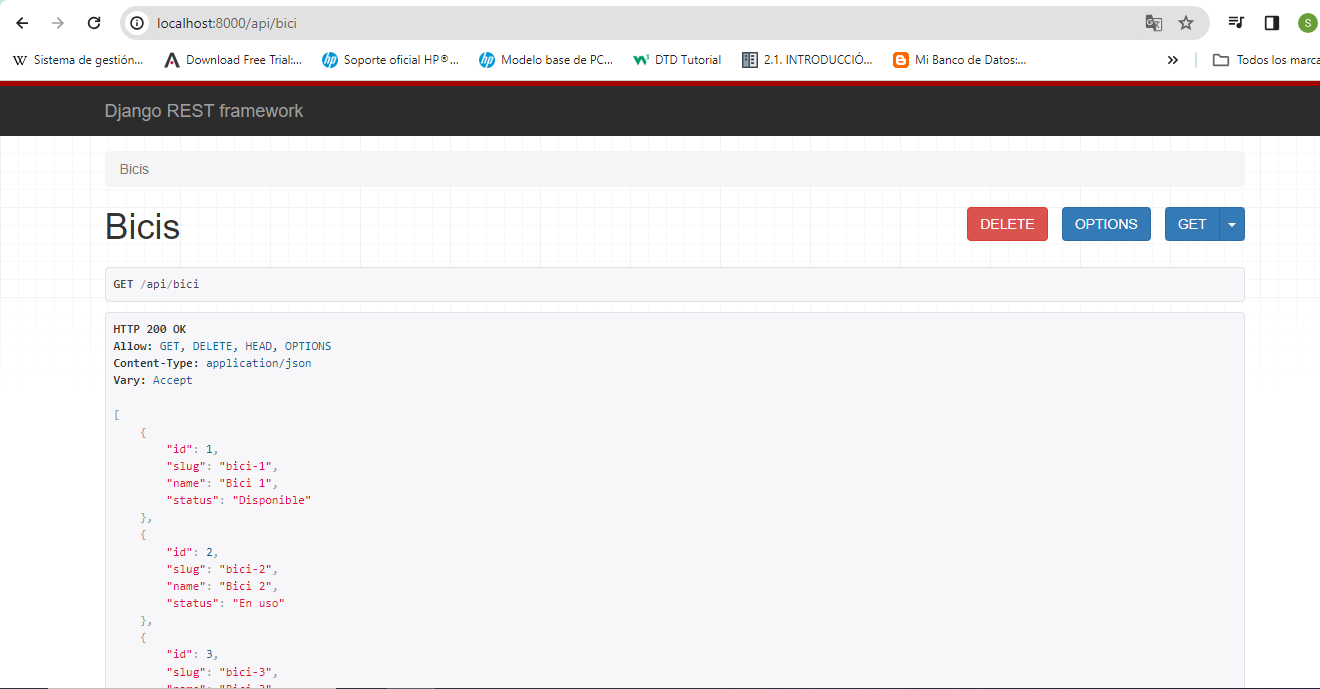 localhost:8000/api/bici
S
Sistema de gestión... Download Free Trial:... Soporte oficial HP®... Modelo base de PC... DTD Tutorial 2.1. INTRODUCCIÓ... Mi Banco de Datos:... » Todos los marca
Django REST framework
Bicis
Bicis DELETE OPTIONS GET
GET /api/bici
HTTP 200 OK
Allow: GET, DELETE, HEAD, OPTIONS
Content-Type: application/json
Vary: Accept
[
{
"id": 1,
"slug": "bici-1",
"name": "Bici 1",
"status": "Disponible"
},
{
"id": 2,
"slug": "bici-2",
"name": "Bici 2",
"status": "En uso"
},
{
"id": 3,
"slug": "bici-3",
"name": "Bici 3",